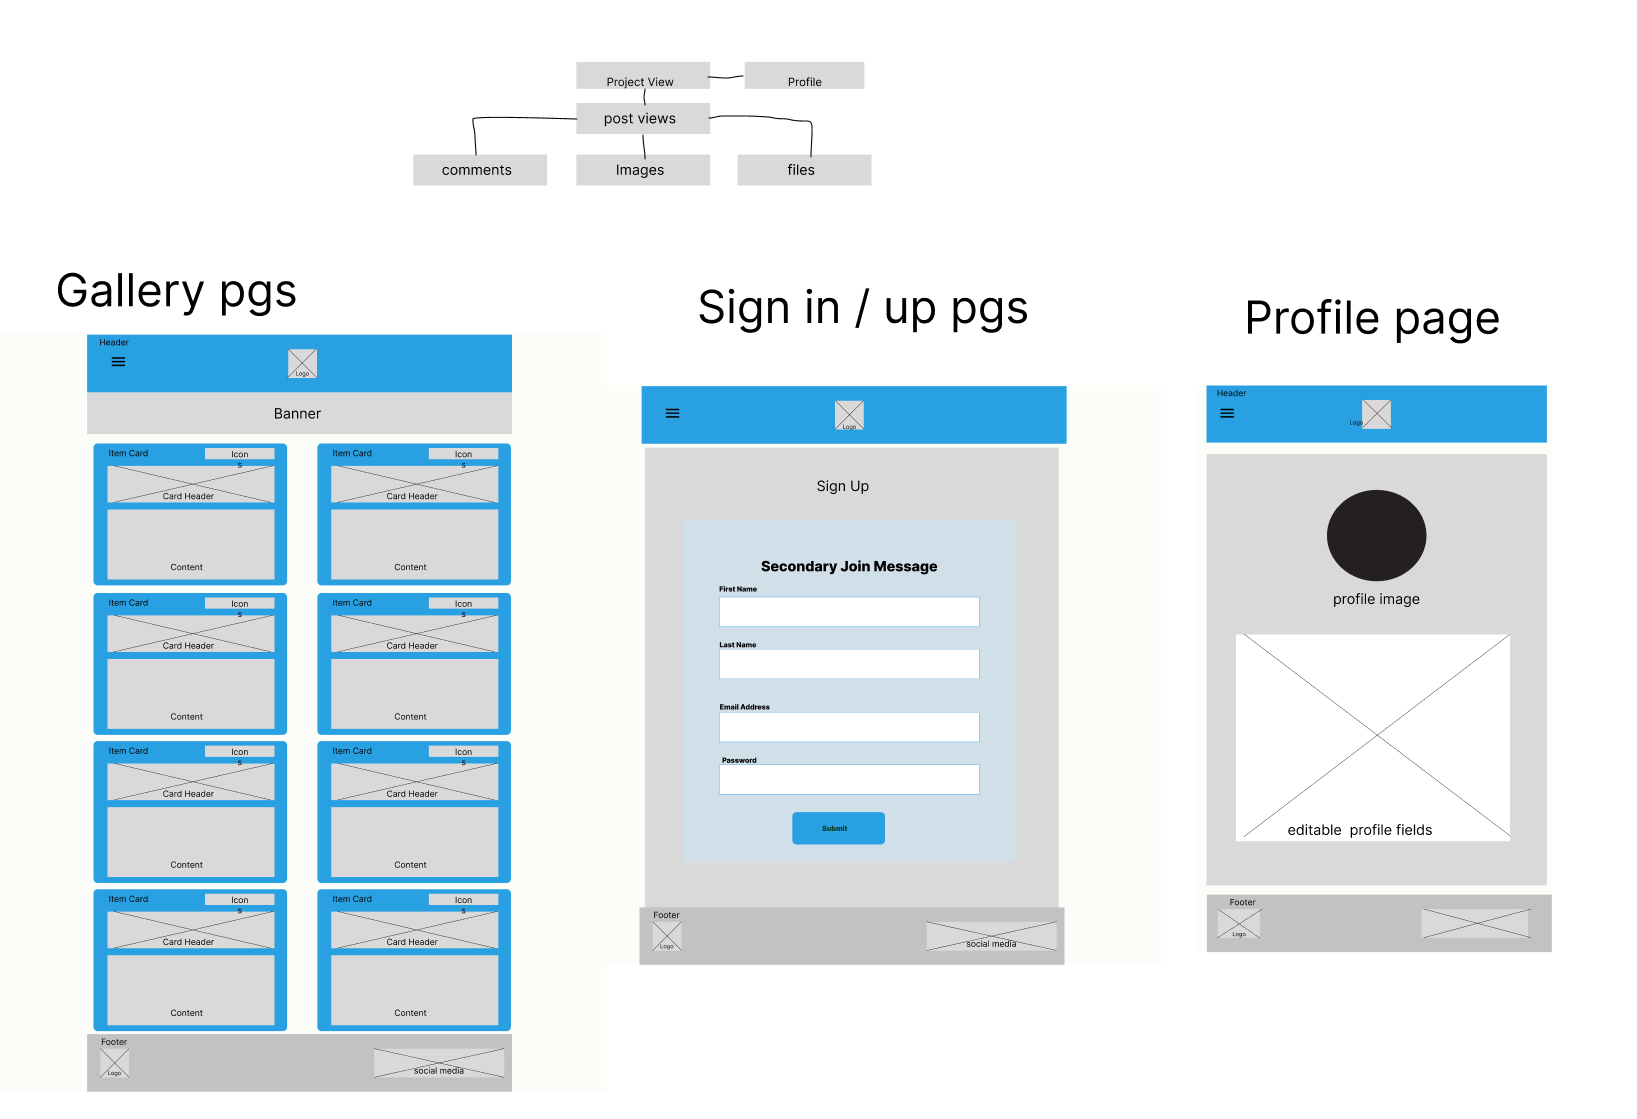 Project View
Profile
post views
comments
Images
files
Gallery pgs
Header
Logo
Banner
Item Card
Icon
s
Card Header
Content
Item Card
Icon
s
Card Header
Content
Item Card
Icon
s
Card Header
Content
Item Card
Icon
s
Card Header
Content
Item Card
Icon
s
Card Header
Content
Item Card
Icon
s
Card Header
Content
Item Card
Icon
s
Card Header
Content
Item Card
Icon
s
Card Header
Content
Footer
Logo
social media
Sign in / up pgs
Logo
Sign Up
Secondary Join Message
First Name
Last Name
Email Address
Password
Submit
Footer
Logo
social media
Profile page
Header
Logo
profile image
editable profile fields
Footer
Logo